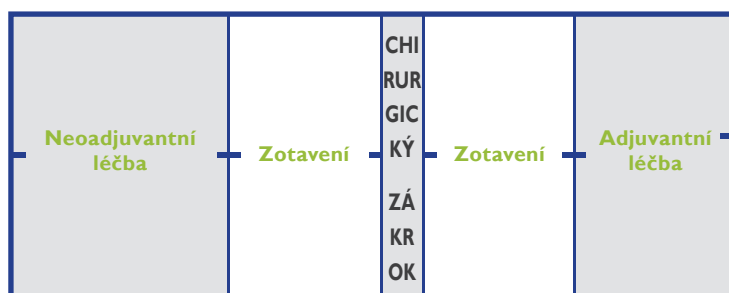 Neoadjuvantní
léčba
Zotavení
CHI
RUR
GIC
KÝ
ZÁ
KR
OK
Zotavení
Adjuvantní
léčba